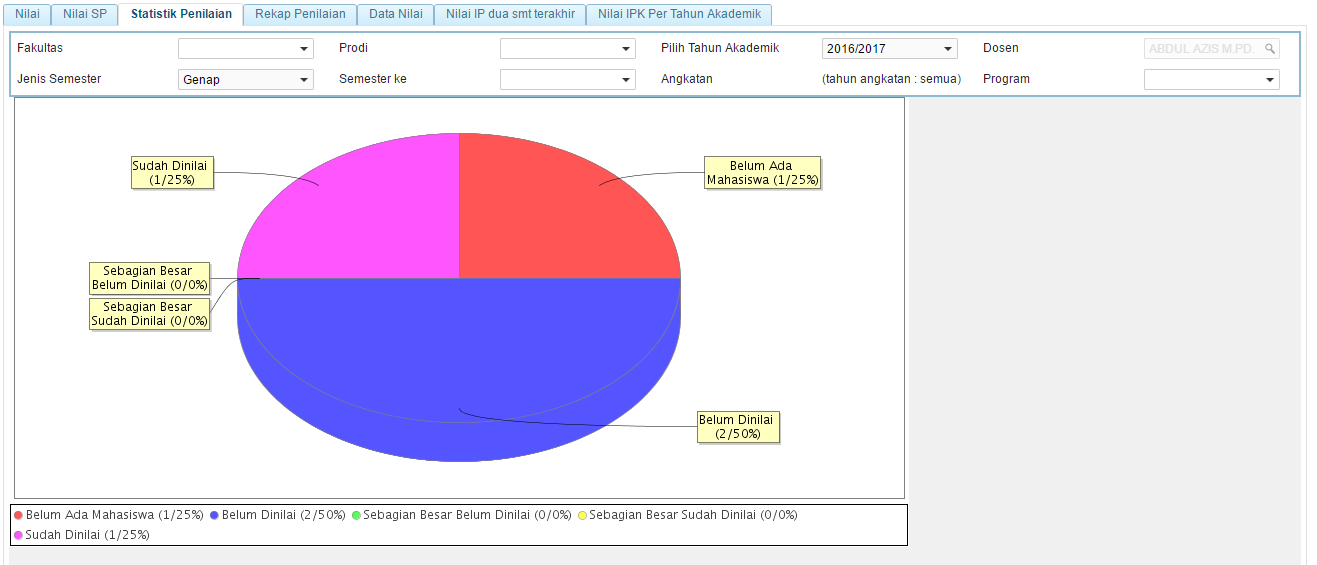 Nilai Nilai SP Statistik Penilaian Rekap Penilaian Data Nilai Nilai IP dua smt terakhir Nilai IPK Per Tahun Akademik
Fakultas Prodi Pilih Tahun Akademik 2016/2017 Dosen ABDUL AZIS M.PD.
Jenis Semester Genap Semester ke Angkatan (tahun angkatan : semua) Program
Sudah Dinilai
(1/25%)
Belum Ada
Mahasiswa (1/25%)
Sebagian Besar
Belum Dinilai (0/0%)
Sebagian Besar
Sudah Dinilai (0/0%)
Belum Dinilai
(2/50%)
Belum Ada Mahasiswa (1/25%) Belum Dinilai (2/50%) Sebagian Besar Belum Dinilai (0/0%) Sebagian Besar Sudah Dinilai (0/0%)
Sudah Dinilai (1/25%)